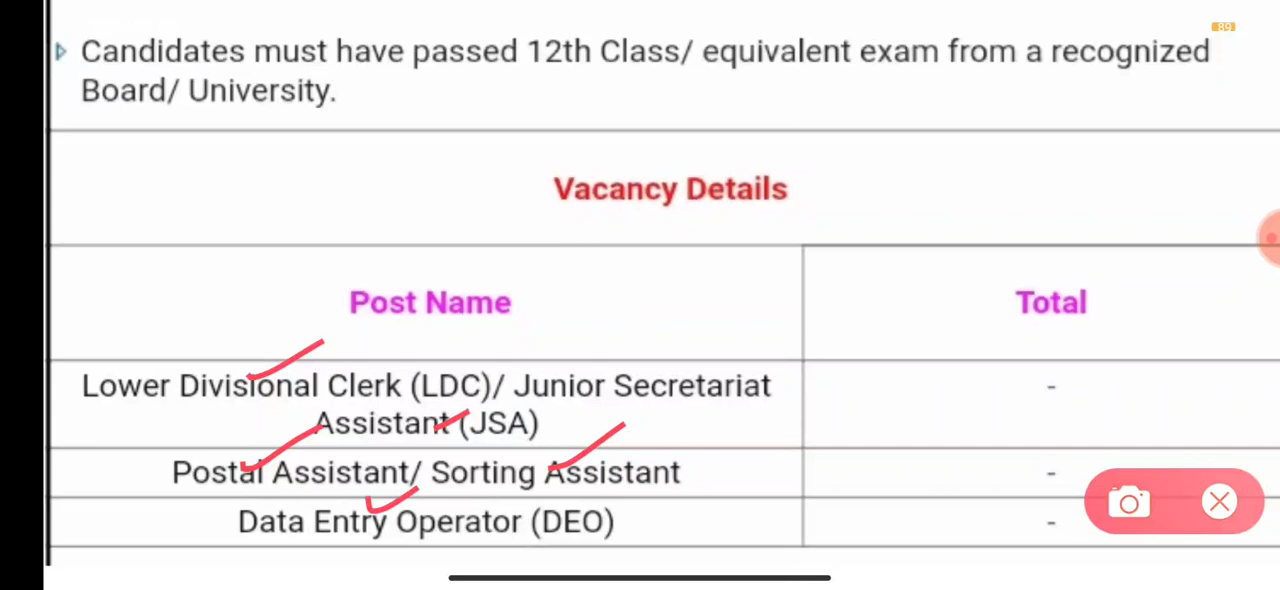 89
Candidates must have passed 12th Class/ equivalent exam from a recognized
Board/ University.
Vacancy Details
Post Name
Total
Lower Divisional Clerk (LDC)/ Junior Secretariat
Assistant (JSA)
-
Postal Assistant/ Sorting Assistant
-
Data Entry Operator (DEO)
-